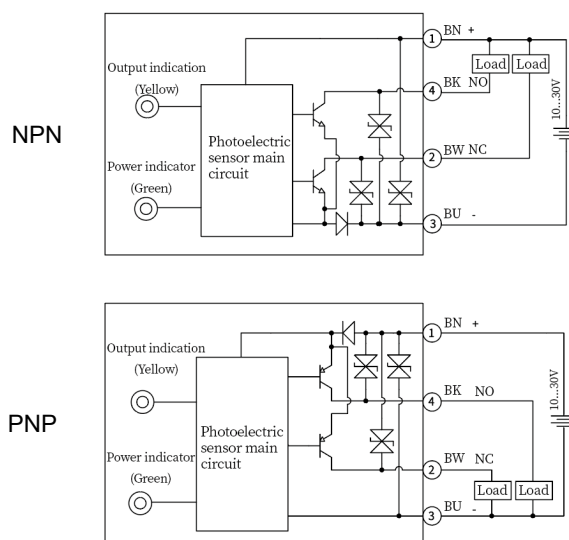 NPN
Output indication
(Yellow)
Power indicator
(Green)
Photoelectric
sensor main
circuit
1 BN +
4 BK NO
2 BW NC
3 BU -
Load Load
10...30V
PNP
Output indication
(Yellow)
Power indicator
(Green)
Photoelectric
sensor main
circuit
1 BN +
4 BK NO
2 BW NC
3 BU -
Load Load
10...30V